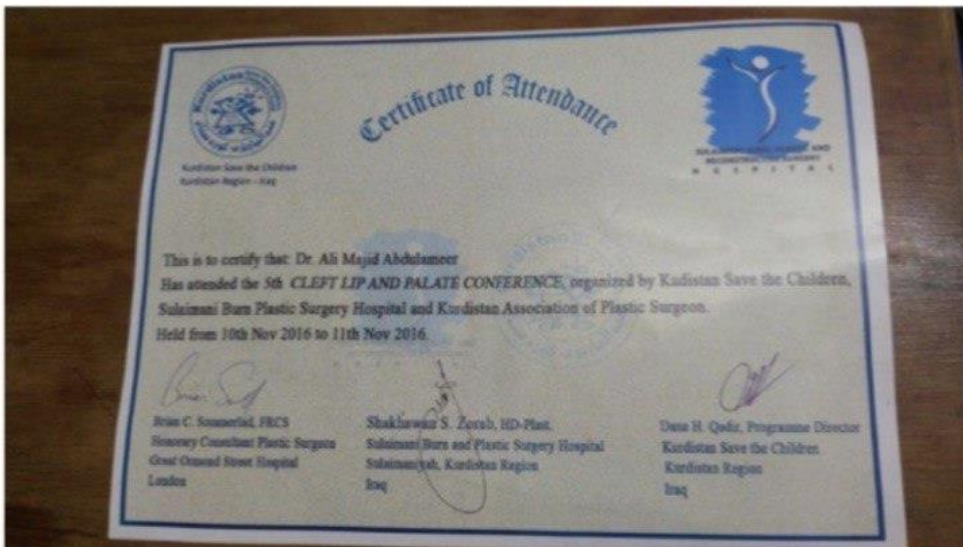 Certificate of Attendance
Kurdistan
Kurdistan Save the Children
Kurdistan Region - Iraq
RECONSTRUCTIVE SURGERY
HOSPITAL
This is to certify that: Dr. Ali Majid Abdulameer
Has attended the 5th CLEFT LIP AND PALATE CONFERENCE, organized by Kudistan Save the Children,
Sulaimani Burn Plastic Surgery Hospital and Kurdistan Association of Plastic Surgeon.
Held from 10th Nov 2016 to 11th Nov 2016.
Brian C. Sommerlad, FRCS
Honorary Consultant Plastic Surgeon
Great Ormond Street Hospital
London
Shakhawan S. Zorab, HD-Plast.
Sulaimani Burn and Plastic Surgery Hospital
Sulaimaniyah, Kurdistan Region
Iraq
Dana H. Qadir, Programme Director
Kurdistan Save the Children
Kurdistan Region
Iraq